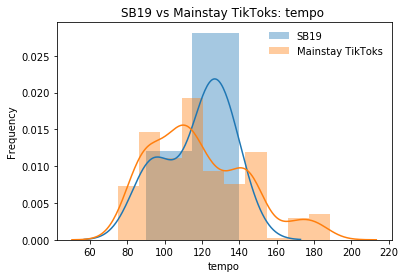 SB19 vs Mainstay TikToks: tempo
SB19
Mainstay TikToks
Frequency
0.025
0.020
0.015
0.010
0.005
0.000
60 80 100 120 140 160 180 200 220
tempo